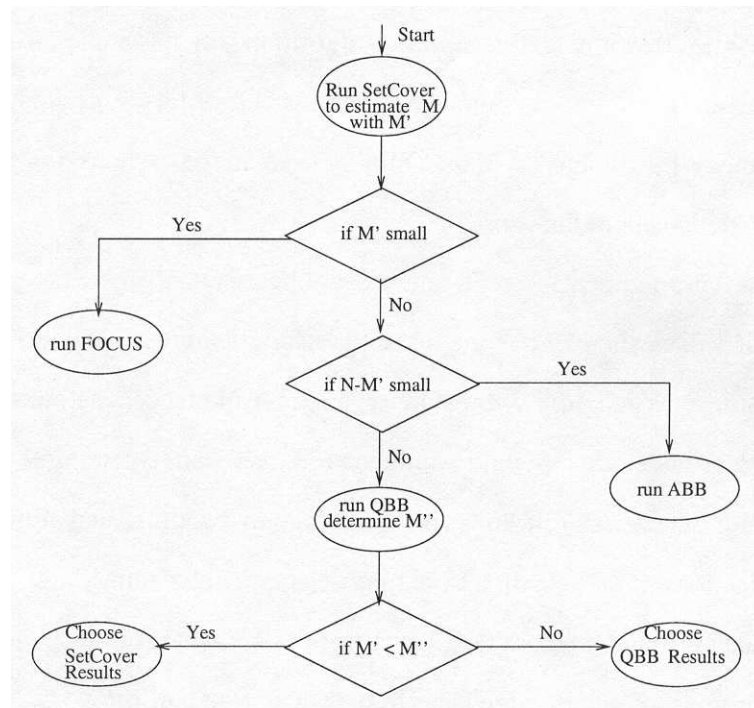 Start
Run SetCover
to estimate M
with M'
Yes
if M' small
No
run FOCUS
if N-M' small
Yes
No
run QBB
determine M''
run ABB
Choose
SetCover
Results
Yes
if M' < M''
No
Choose
QBB Results